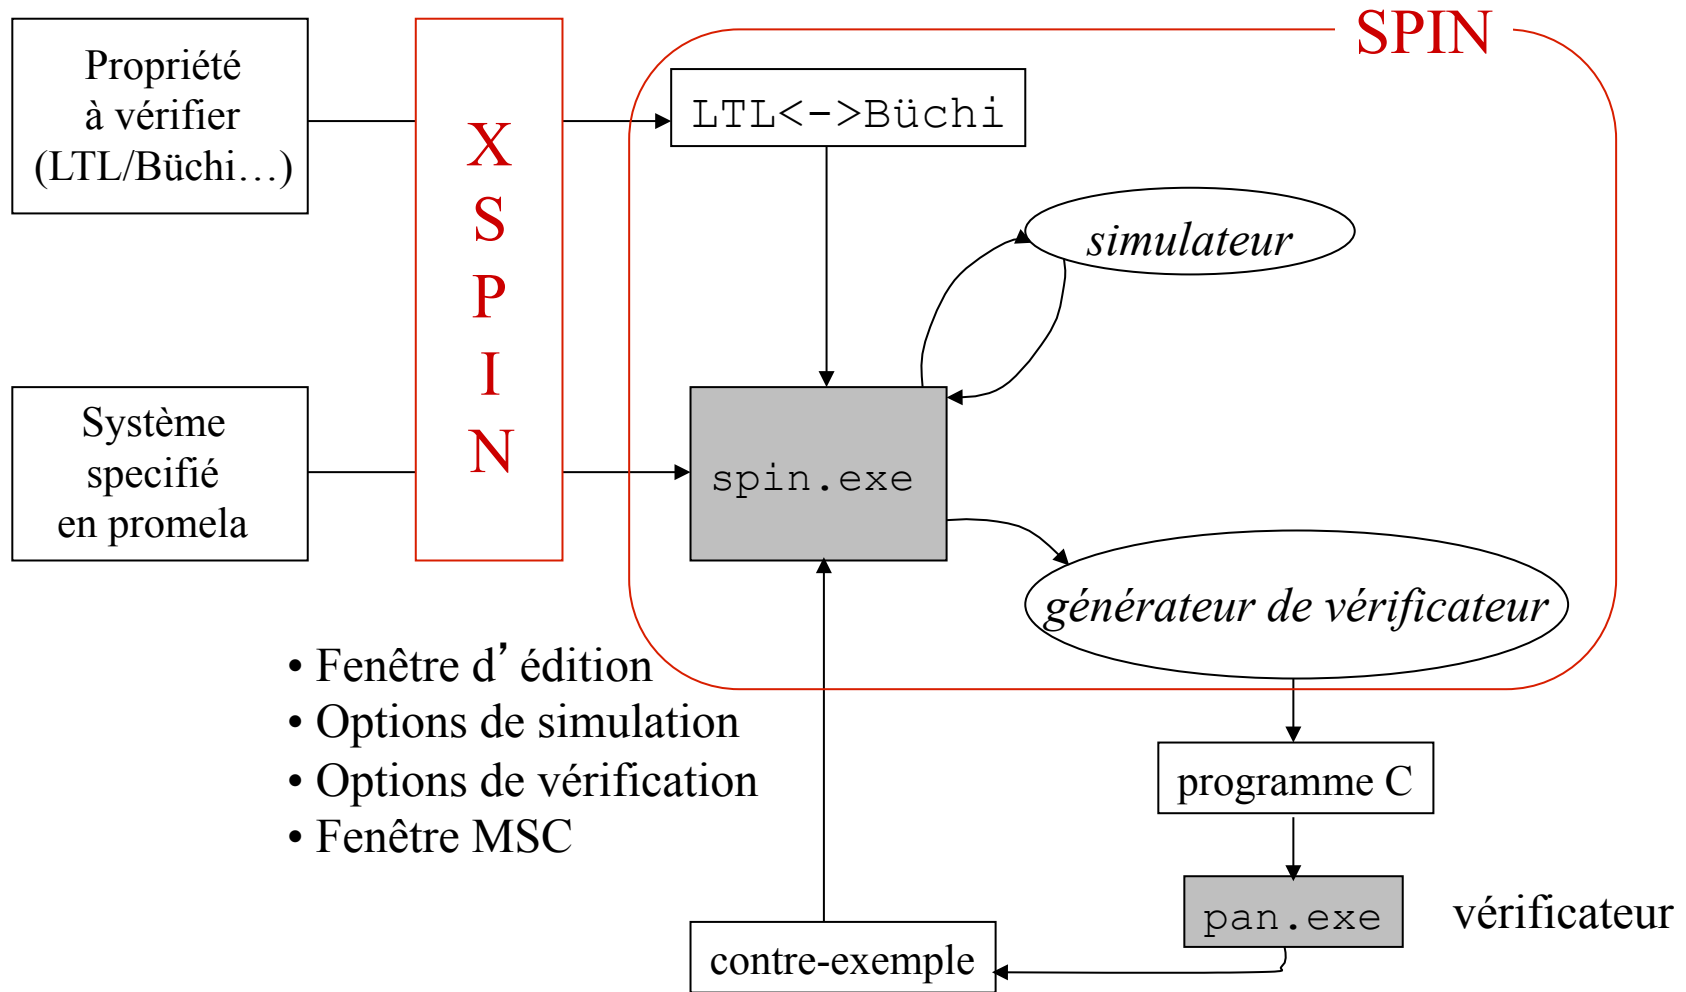 SPIN
Propriété
à vérifier
(LTL/Büchi…)
X
S
P
I
N
LTL<->Büchi
simulateur
Système
specifié
en promela
spin.exe
générateur de vérificateur
• Fenêtre d’ édition
• Options de simulation
• Options de vérification
• Fenêtre MSC
programme C
pan.exe
vérificateur
contre-exemple